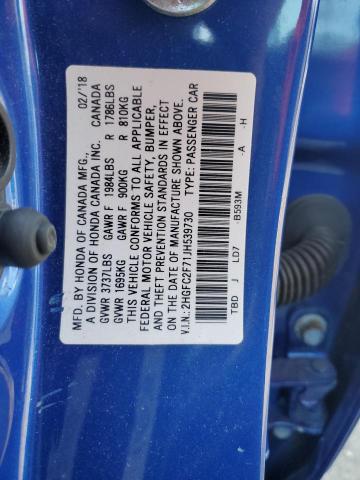 MFD. BY HONDA OF CANADA MFG., 02/'18
A DIVISION OF HONDA CANADA INC. CANADA
GVWR 3737LBS GAWR F 1984LBS R 1786LBS
GVWR 1695KG GAWR F 900KG R 810KG
THIS VEHICLE CONFORMS TO ALL APPLICABLE
FEDERAL MOTOR VEHICLE SAFETY, BUMPER,
AND THEFT PREVENTION STANDARDS IN EFFECT
ON THE DATE OF MANUFACTURE SHOWN ABOVE.
V.I.N.: 2HGFC2F71JH539730 TYPE: PASSENGER CAR
TBD J LD7 -B593M -A -H